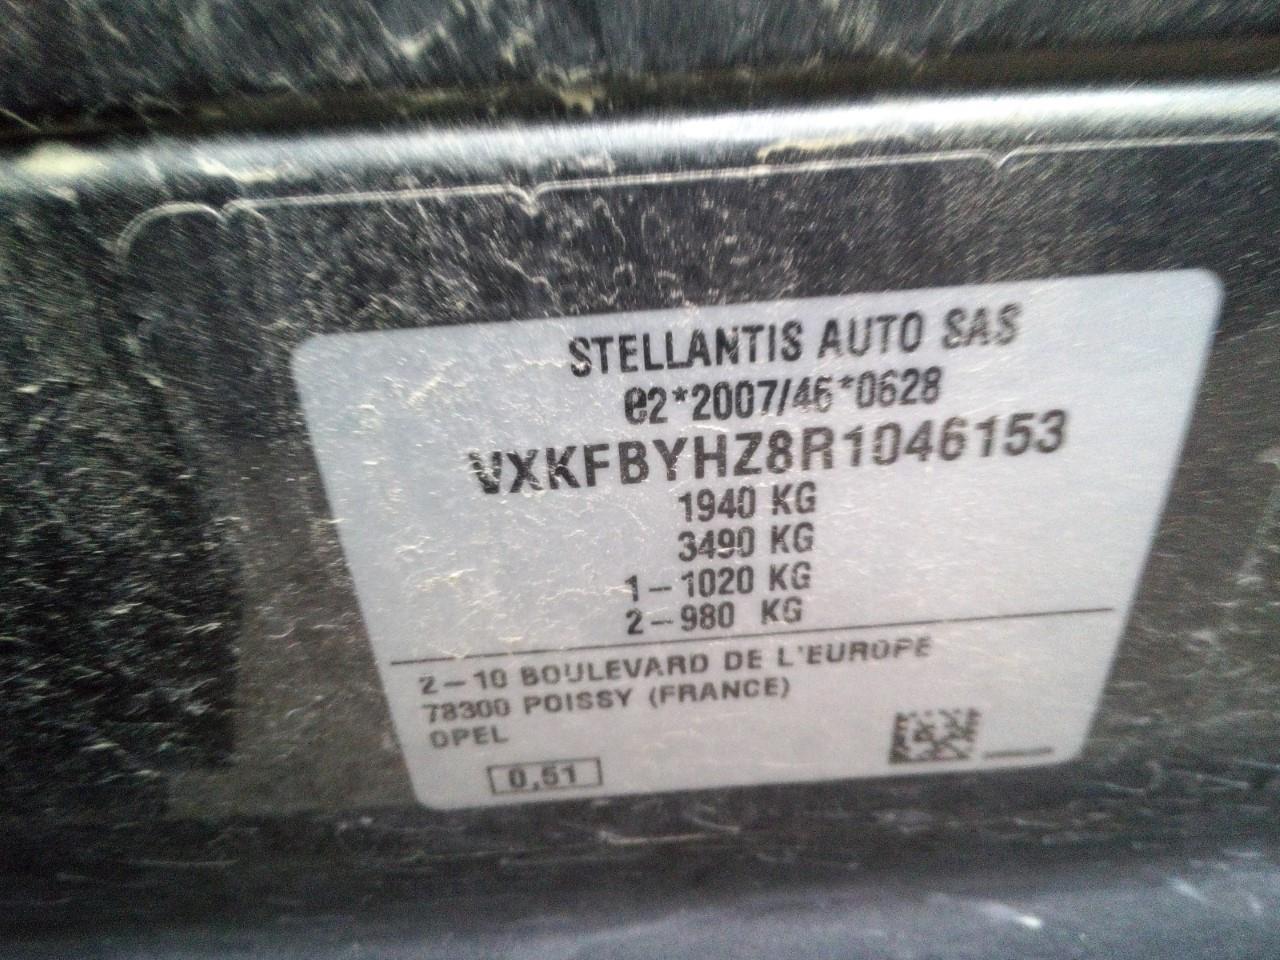 STELLANTIS AUTO SAS
e2*2007/46*0628
VXKFBYHZ8R1046153
1940 KG
3490 KG
1-1020 KG
2-980 KG
2-10 BOULEVARD DE L'EUROPE
78300 POISSY (FRANCE)
OPEL
0,51